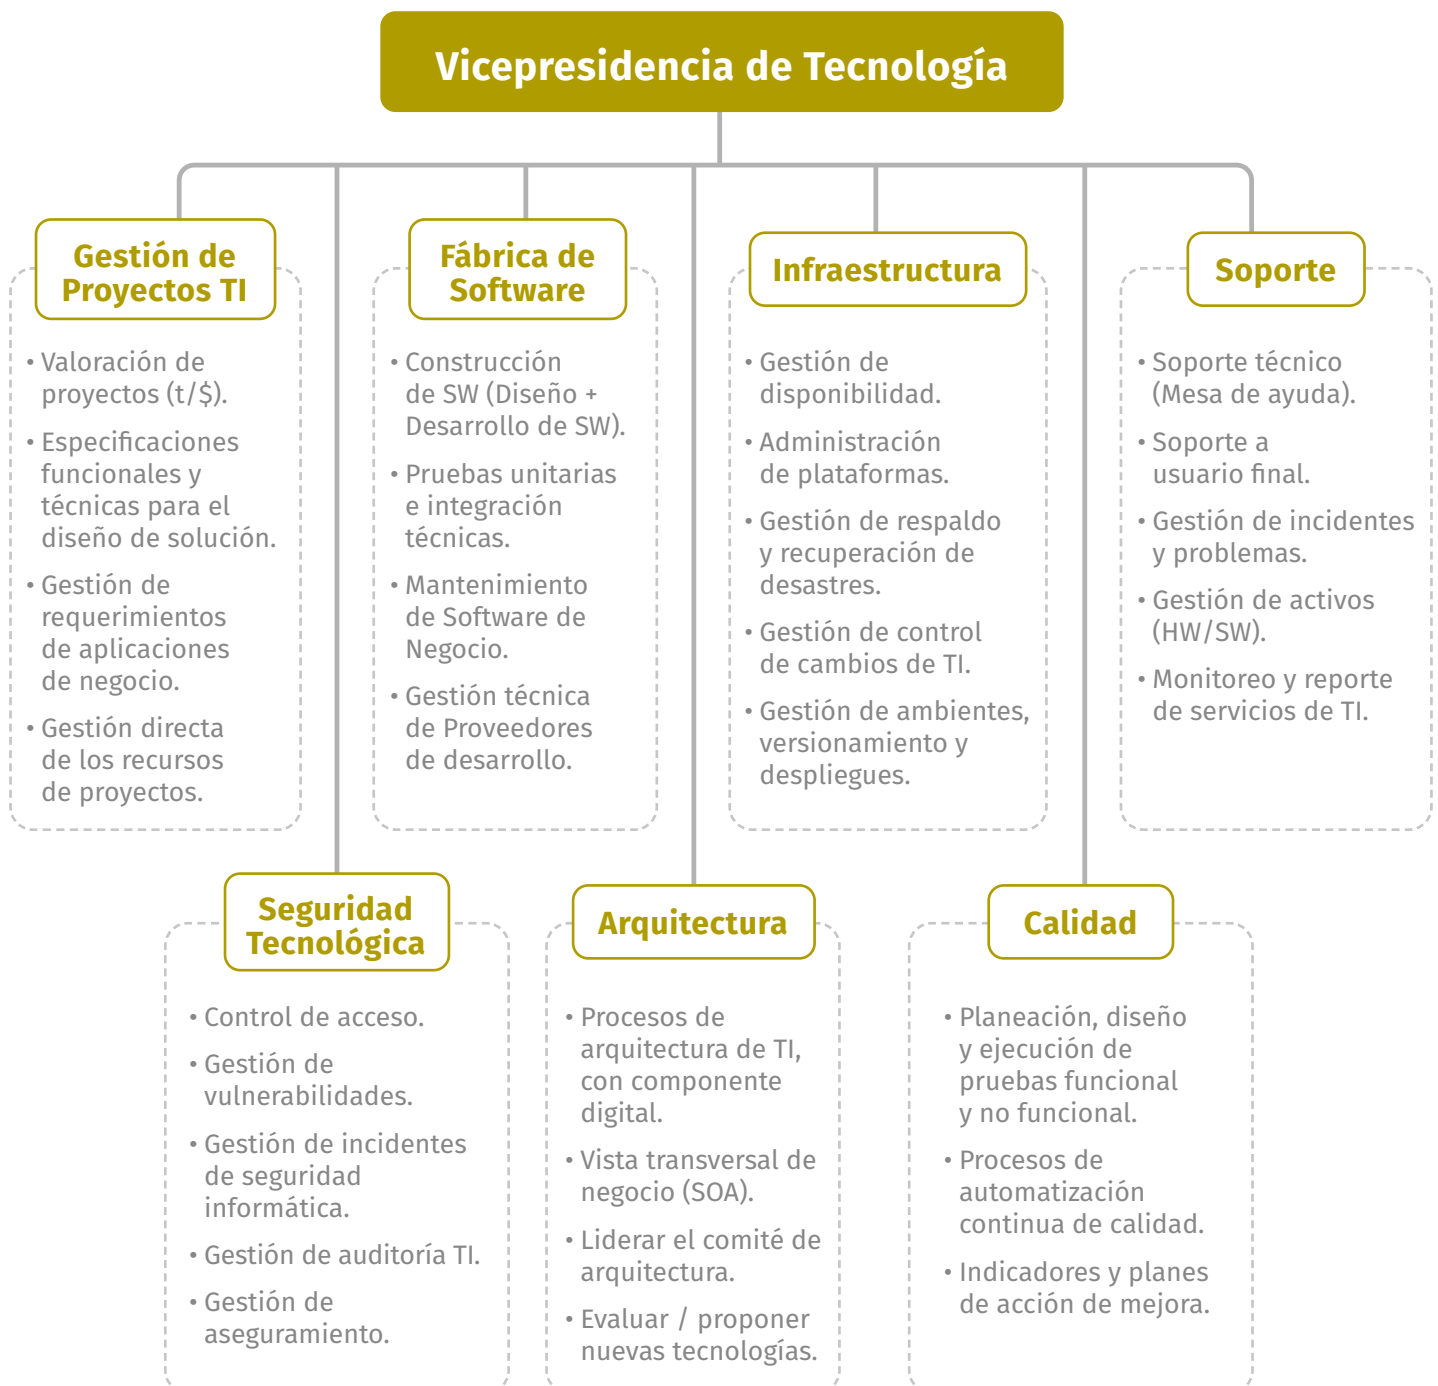 Vicepresidencia de Tecnología
Gestión de
Proyectos TI
• Valoración de
proyectos (t/$).
• Especificaciones
funcionales y
técnicas para el
diseño de solución.
• Gestión de
requerimientos
de aplicaciones
de negocio.
• Gestión directa
de los recursos
de proyectos.
Fábrica de
Software
• Construcción
de SW (Diseño +
Desarrollo de SW).
• Pruebas unitarias
e integración
técnicas.
• Mantenimiento
de Software de
Negocio.
• Gestión técnica
de Proveedores
de desarrollo.
Infraestructura
• Gestión de
disponibilidad.
• Administración
de plataformas.
• Gestión de respaldo
y recuperación de
desastres.
• Gestión de control
de cambios de TI.
• Gestión de ambientes,
versionamiento y
despliegues.
Soporte
• Soporte técnico
(Mesa de ayuda).
• Soporte a
usuario final.
• Gestión de incidentes
y problemas.
• Gestión de activos
(HW/SW).
• Monitoreo y reporte
de servicios de TI.
Seguridad
Tecnológica
• Control de acceso.
• Gestión de
vulnerabilidades.
• Gestión de incidentes
de seguridad
informática.
• Gestión de auditoría TI.
• Gestión de
aseguramiento.
Arquitectura
• Procesos de
arquitectura de TI,
con componente
digital.
• Vista transversal de
negocio (SOA).
• Liderar el comité de
arquitectura.
• Evaluar / proponer
nuevas tecnologías.
Calidad
• Planeación, diseño
y ejecución de
pruebas funcional
y no funcional.
• Procesos de
automatización
continua de calidad.
• Indicadores y planes
de acción de mejora.